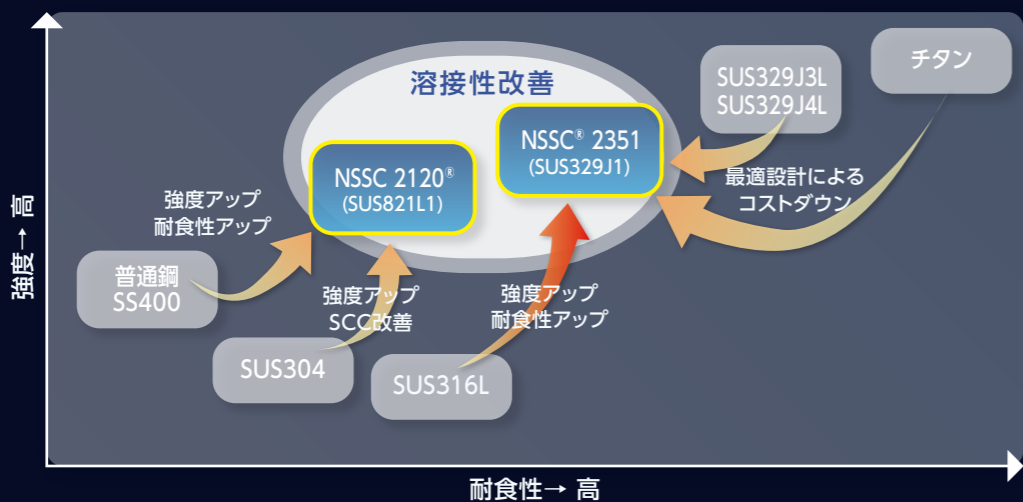 溶接性改善
チタン
SUS329J3L
SUS329J4L
NSSC® 2351
(SUS329J1)
NSSC 2120®
(SUS821L1)
最適設計による
コストダウン
強度アップ
耐食性アップ
普通鋼
SS400
強度アップ
SCC改善
強度アップ
耐食性アップ
SUS304
SUS316L
強度→ 高
耐食性→ 高